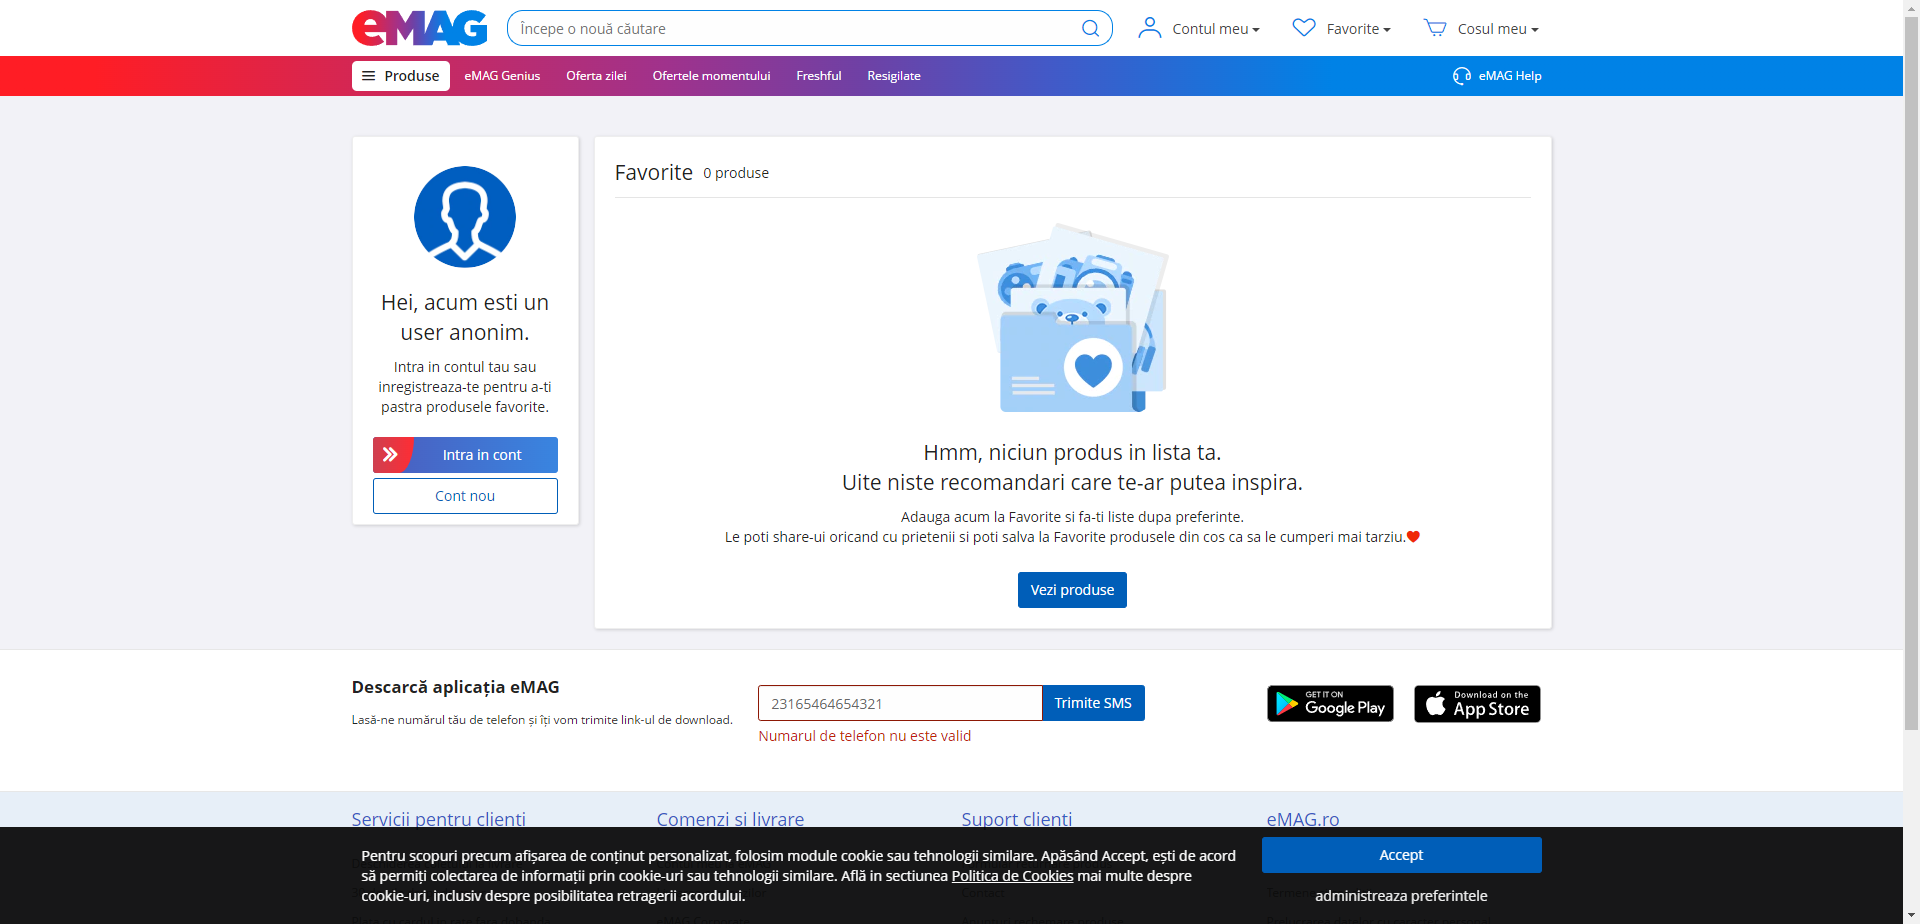 eMAG
Începe o nouă căutare
Contul meu
Favorite
Cosul meu
Produse
eMAG Genius
Oferta zilei
Ofertele momentului
Freshful
Resigilate
eMAG Help
Hei, acum esti un
user anonim.
Intra in contul tau sau
inregistreaza-te pentru a-ti
pastra produsele favorite.
Intra in cont
Cont nou
Favorite 0 produse
Hmm, niciun produs in lista ta.
Uite niste recomandari care te-ar putea inspira.
Adauga acum la Favorite si fa-ti liste dupa preferinte.
Le poti share-ui oricand cu prietenii si poti salva la Favorite produsele din cos ca sa le cumperi mai tarziu.
Vezi produse
Descarcă aplicația eMAG
Lasă-ne numărul tău de telefon și îți vom trimite link-ul de download.
23165464654321
Trimite SMS
Numarul de telefon nu este valid
GET IT ON
Google Play
Download on the
App Store
Servicii pentru clienti
Comenzi si livrare
Suport clienti
eMAG.ro
Pentru scopuri precum afișarea de conținut personalizat, folosim module cookie sau tehnologii similare. Apăsând Accept, ești de acord
să permiți colectarea de informații prin cookie-uri sau tehnologii similare. Află in sectiunea Politica de Cookies mai multe despre
cookie-uri, inclusiv despre posibilitatea retragerii acordului.
Accept
administreaza preferintele